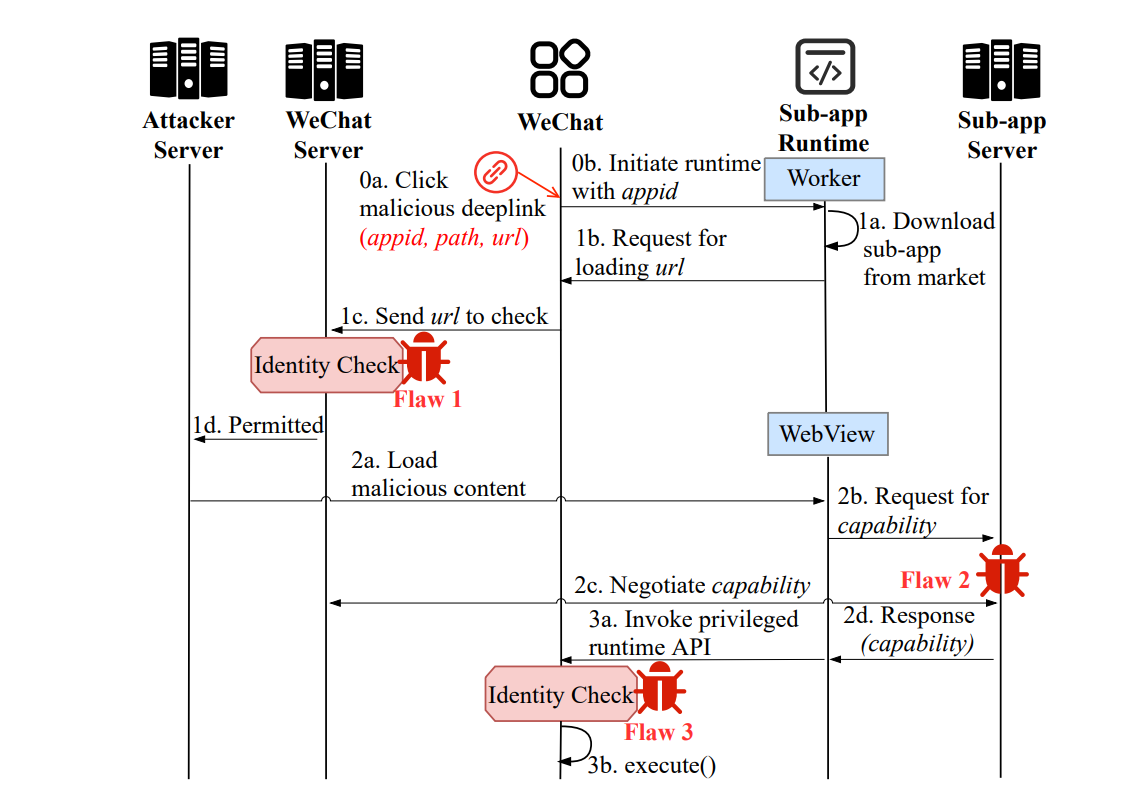 Attacker
Server
WeChat
Server
WeChat
Sub-app
Runtime
Sub-app
Server
0a. Click
malicious deeplink
(appid, path, url)
0b. Initiate runtime
with appid
Worker
1a. Download
sub-app
from market
1b. Request for
loading url
1c. Send url to check
Identity Check
Flaw 1
1d. Permitted
WebView
2a. Load
malicious content
2b. Request for
capability
Flaw 2
2c. Negotiate capability
2d. Response
(capability)
3a. Invoke privileged
runtime API
Identity Check
Flaw 3
3b. execute()